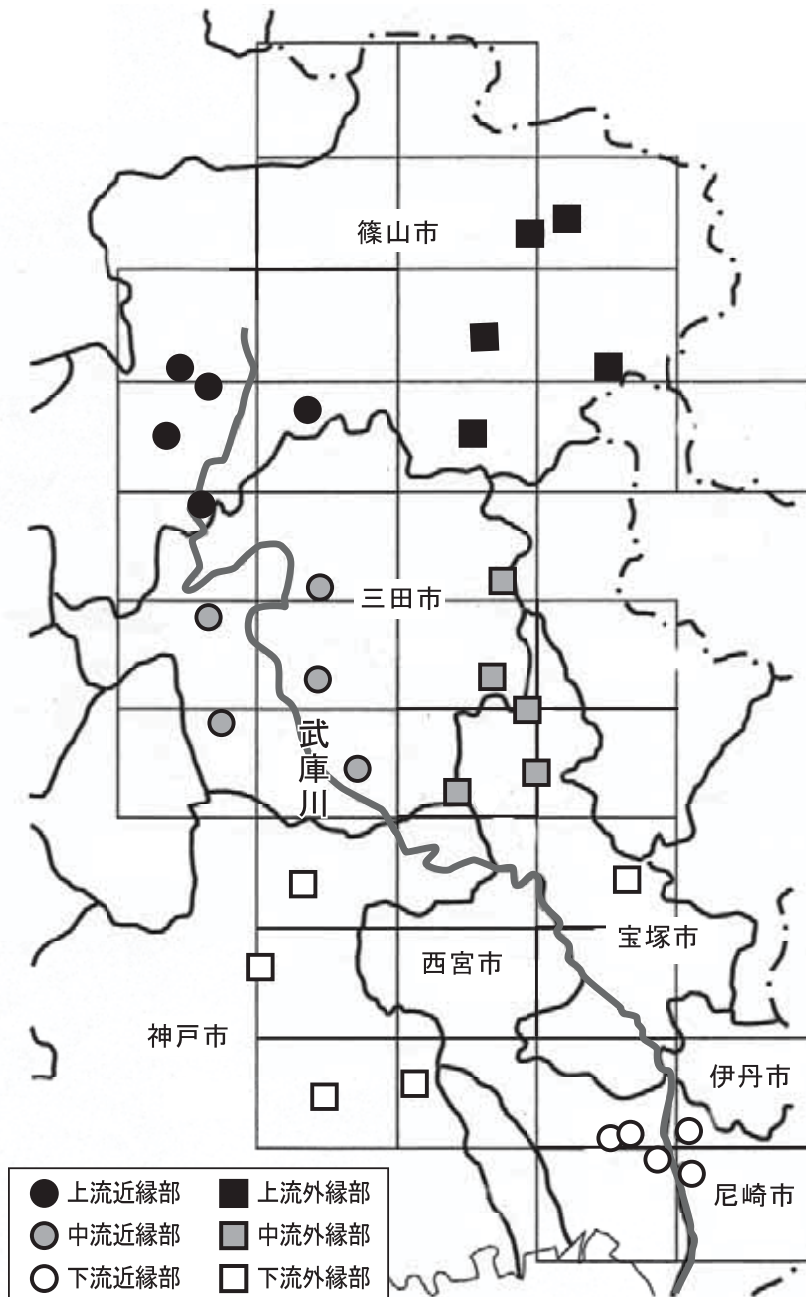 篠山市
三田市
武庫川
西宮市
宝塚市
神戸市
伊丹市
尼崎市
上流近縁部
上流外縁部
中流近縁部
中流外縁部
下流近縁部
下流外縁部